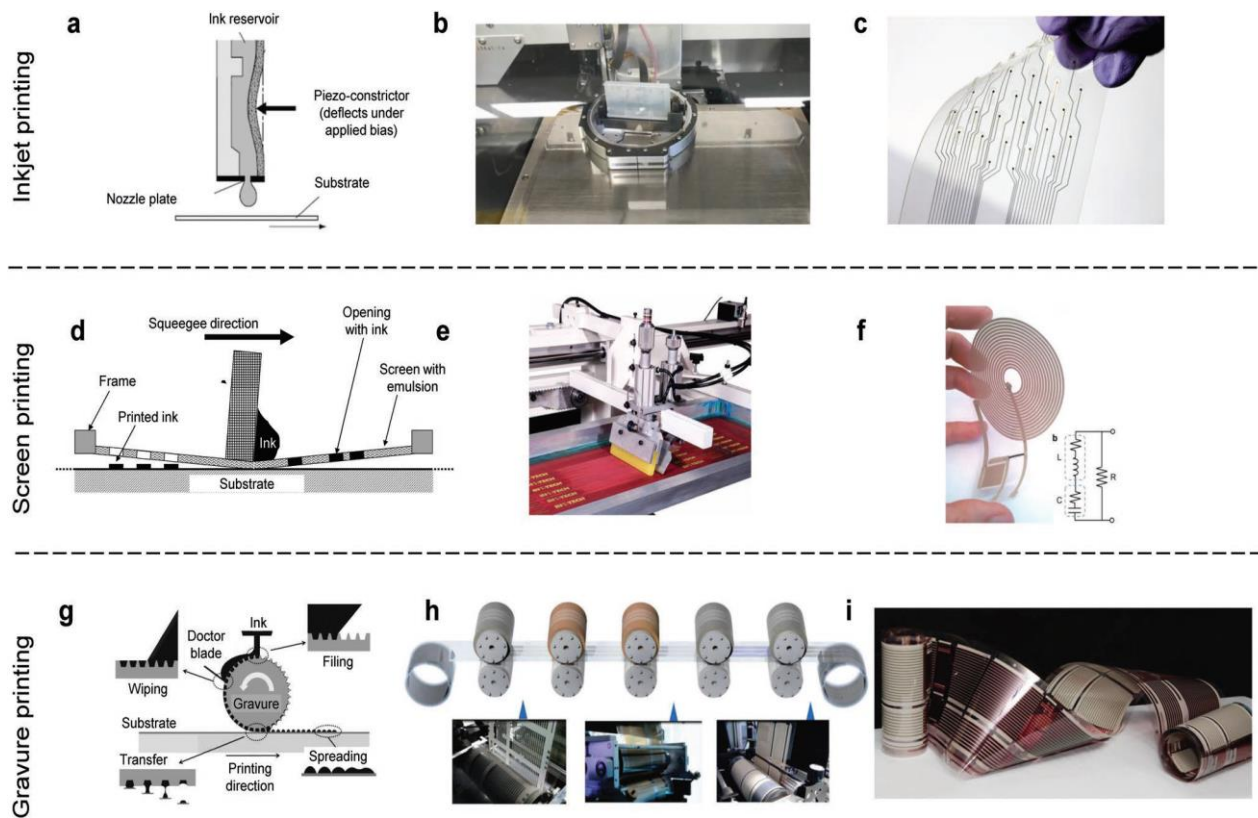 Inkjet printing
a
Ink reservoir
Piezo-constrictor
(deflects under
applied bias)
Nozzle plate
Substrate
b
c
Screen printing
d
Squeegee direction
Frame
Printed ink
Ink
Substrate
Opening
with ink
Screen with
emulsion
e
f
b
L
C
R
Gravure printing
g
Ink
Doctor
blade
Filing
Wiping
Gravure
Substrate
Transfer
Printing
direction
Spreading
h
i